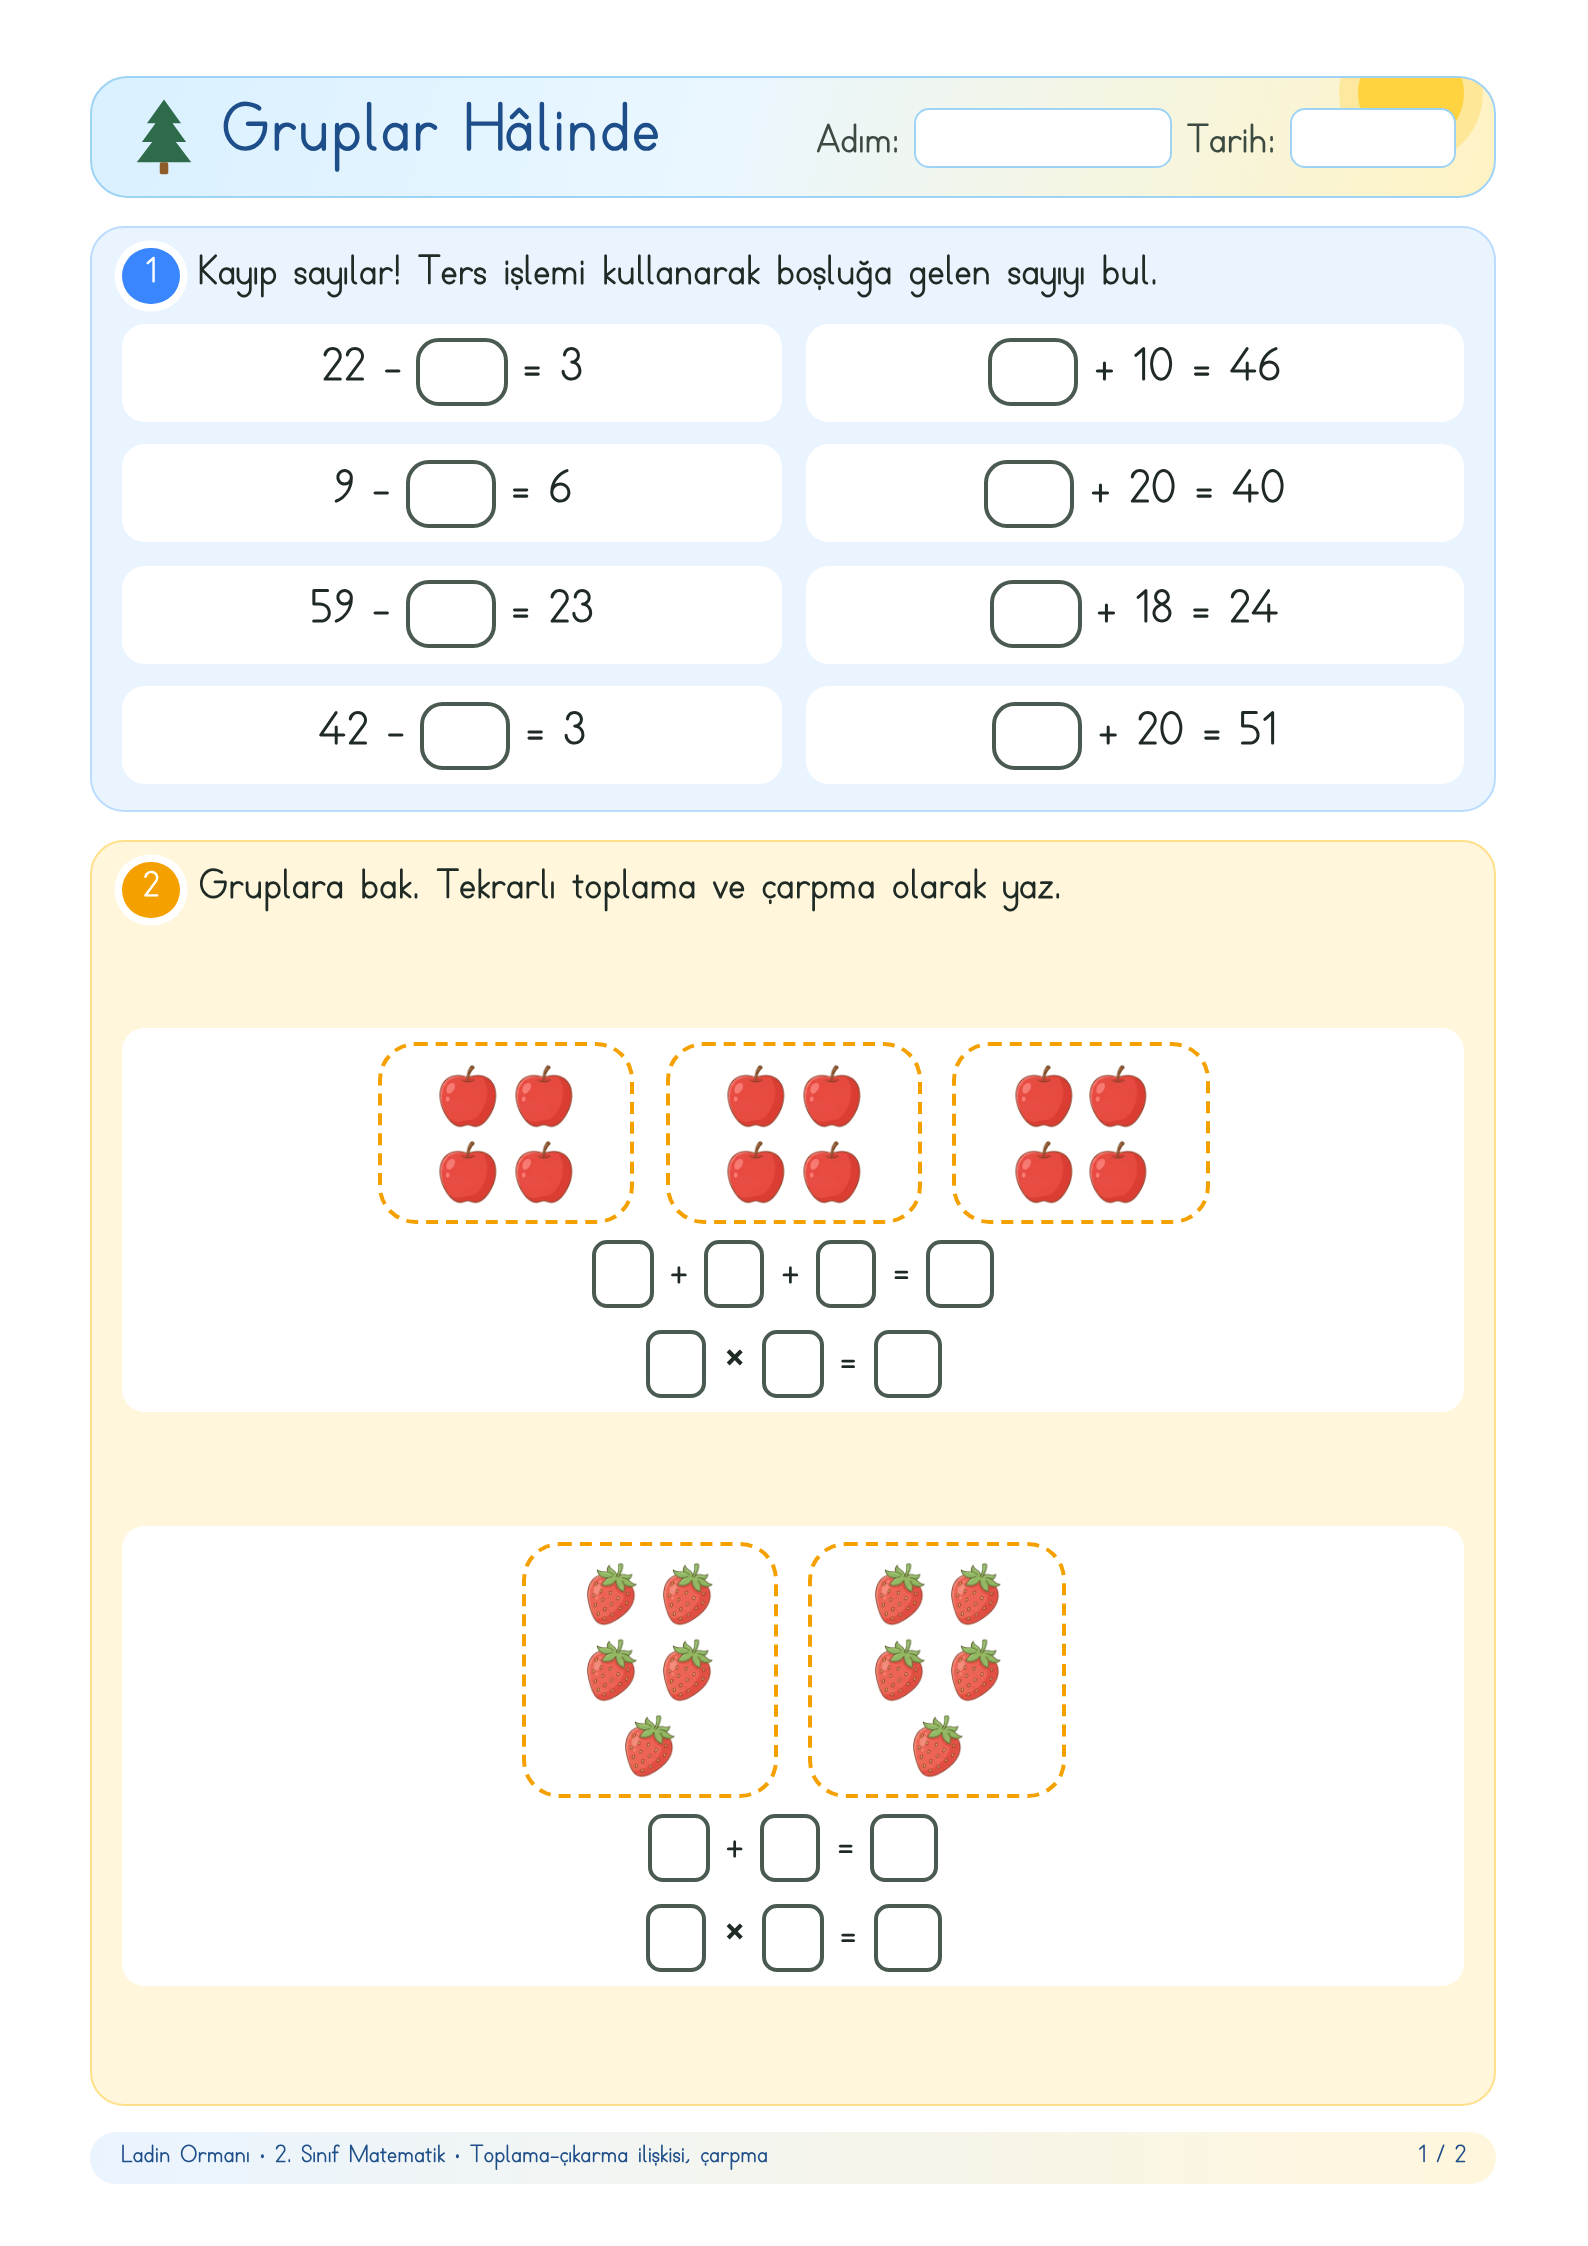 Gruplar Hâlinde
Adım:
Tarih:
1 Kayıp sayılar! Ters işlemi kullanarak boşluğa gelen sayıyı bul.
22 - = 3
+ 10 = 46
9 - = 6
+ 20 = 40
59 - = 23
+ 18 = 24
42 - = 3
+ 20 = 51
2 Gruplara bak. Tekrarlı toplama ve çarpma olarak yaz.
+ + =
× =
+ =
× =
Ladin Ormanı • 2. Sınıf Matematik • Toplama-çıkarma ilişkisi, çarpma
1 / 2